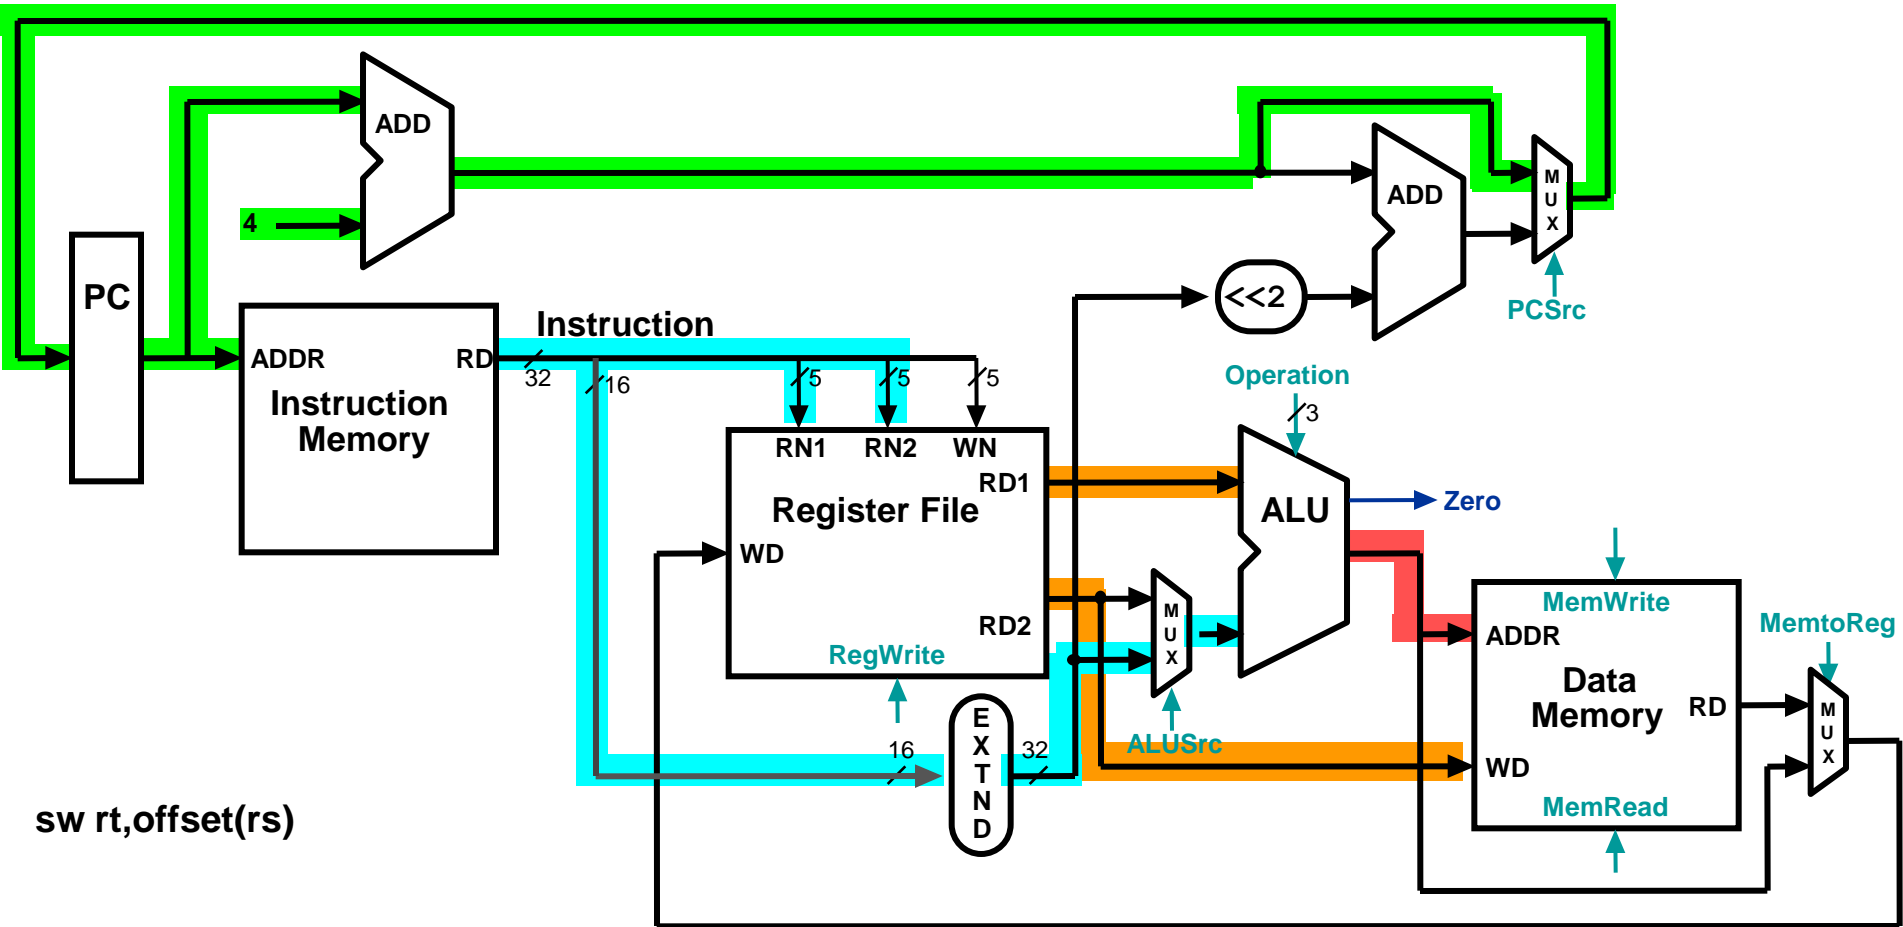 ADD
4
ADD
M
U
X
PC
<<2
PCSrc
Instruction
ADDR
RD
32
16
5
5
5
Operation
3
Instruction
Memory
RN1
RN2
WN
RD1
Register File
ALU
Zero
WD
RD2
RegWrite
M
U
X
MemWrite
ADDR
MemtoReg
Data
Memory
RD
M
U
X
E
X
T
N
D
16
32
ALUSrc
WD
MemRead
sw rt,offset(rs)